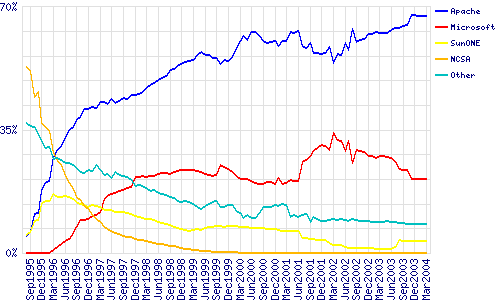 70%
35%
0%
Apache
Microsoft
SunONE
NCSA
Other
Sep1995
Dec1995
Mar1996
Jun1996
Sep1996
Dec1996
Mar1997
Jun1997
Sep1997
Dec1997
Mar1998
Jun1998
Sep1998
Dec1998
Mar1999
Jun1999
Sep1999
Dec1999
Mar2000
Jun2000
Sep2000
Dec2000
Mar2001
Jun2001
Sep2001
Dec2001
Mar2002
Jun2002
Sep2002
Dec2002
Mar2003
Jun2003
Sep2003
Dec2003
Mar2004